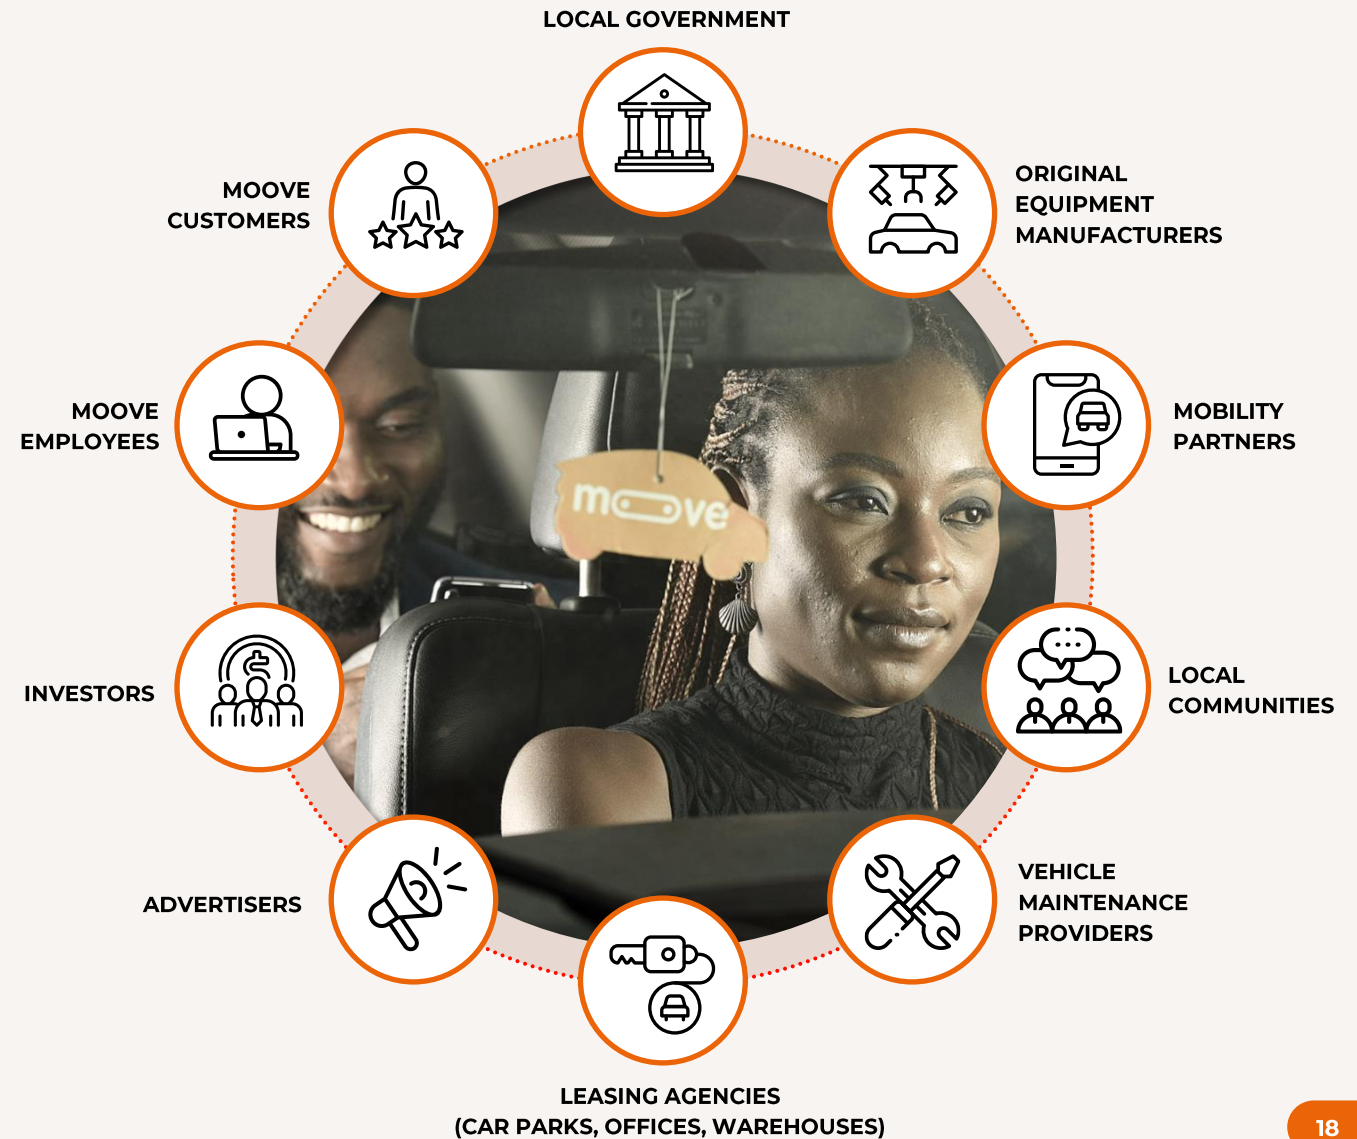 LOCAL GOVERNMENT
ORIGINAL
EQUIPMENT
MANUFACTURERS
MOBILITY
PARTNERS
LOCAL
COMMUNITIES
VEHICLE
MAINTENANCE
PROVIDERS
LEASING AGENCIES
(CAR PARKS, OFFICES, WAREHOUSES)
ADVERTISERS
INVESTORS
MOOVE
EMPLOYEES
MOOVE
CUSTOMERS
moove
18